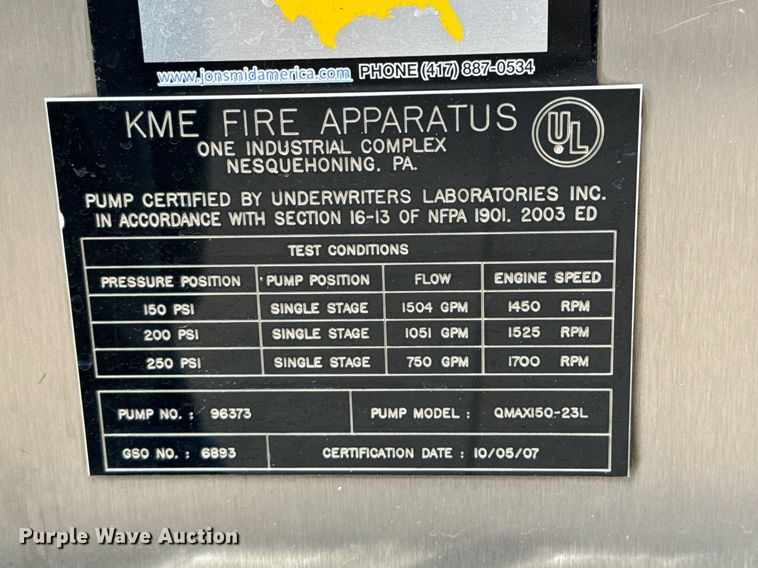 www.jonsmidamerica.com PHONE (417) 887-0534
KME FIRE APPARATUS
ONE INDUSTRIAL COMPLEX
NESQUEHONING, PA.
UL
PUMP CERTIFIED BY UNDERWRITERS LABORATORIES INC.
IN ACCORDANCE WITH SECTION 16-13 OF NFPA 1901, 2003 ED
TEST CONDITIONS
PRESSURE POSITION PUMP POSITION FLOW ENGINE SPEED
150 PSI SINGLE STAGE 1504 GPM 1450 RPM
200 PSI SINGLE STAGE 1051 GPM 1525 RPM
250 PSI SINGLE STAGE 750 GPM 1700 RPM
PUMP NO. : 96373 PUMP MODEL : QMAX150-23L
GSO NO. : 6893 CERTIFICATION DATE : 10/05/07
Purple Wave Auction